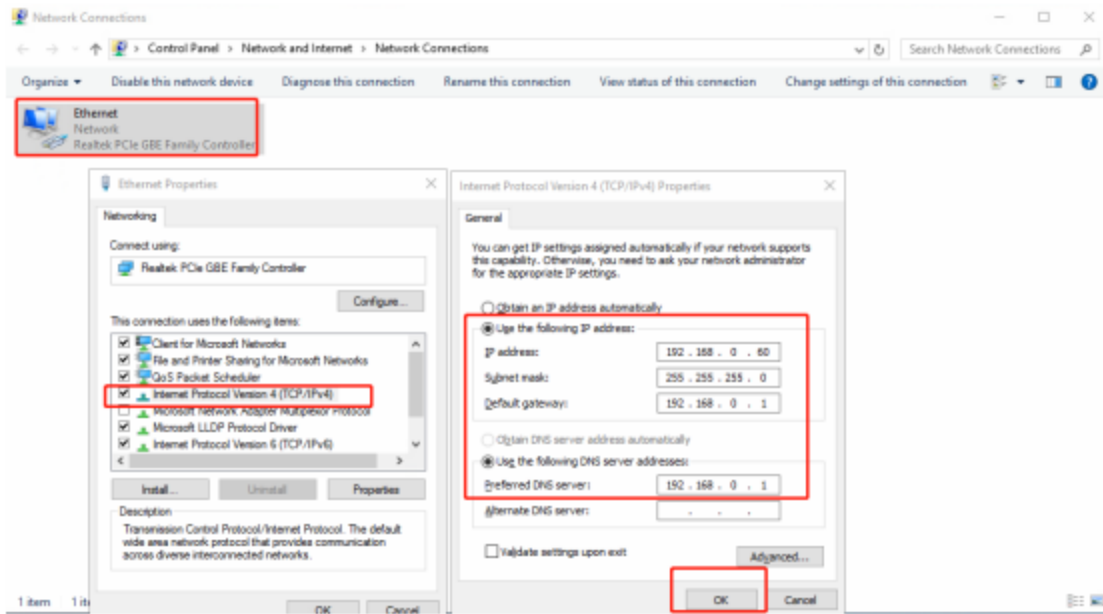 Network Connections
Control Panel > Network and Internet > Network Connections
Search Network Connections
Organize
Disable this network device
Diagnose this connection
Rename this connection
View status of this connection
Change settings of this connection
Ethernet
Network
Realtek PCIe GBE Family Controller
Ethernet Properties
Networking
Connect using:
Realtek PCIe GBE Family Controller
Configure...
This connection uses the following items:
Client for Microsoft Networks
File and Printer Sharing for Microsoft Networks
QoS Packet Scheduler
Internet Protocol Version 4 (TCP/IPv4)
Microsoft Network Adapter Multiplexor Protocol
Microsoft LLDP Protocol Driver
Internet Protocol Version 6 (TCP/IPv6)
Install...
Uninstall
Properties
Description
Transmission Control Protocol/Internet Protocol. The default
wide area network protocol that provides communication
across diverse interconnected networks.
OK
Cancel
Internet Protocol Version 4 (TCP/IPv4) Properties
General
You can get IP settings assigned automatically if your network supports
this capability. Otherwise, you need to ask your network administrator
for the appropriate IP settings.
Obtain an IP address automatically
Use the following IP address:
IP address: 192 . 168 . 0 . 60
Subnet mask: 255 . 255 . 255 . 0
Default gateway: 192 . 168 . 0 . 1
Obtain DNS server address automatically
Use the following DNS server addresses:
Preferred DNS server: 192 . 168 . 0 . 1
Alternate DNS server: . . .
Validate settings upon exit
Advanced...
OK
Cancel
1 item